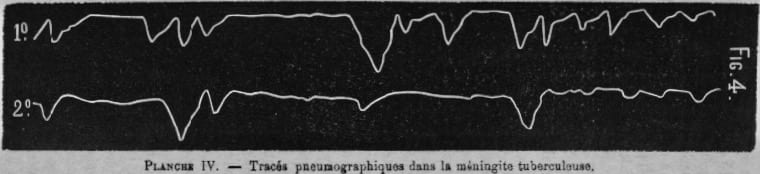 1º
2º
FIG. 4.
PLANCHE IV. — Tracés pneumographiques dans la méningite tuberculeuse.